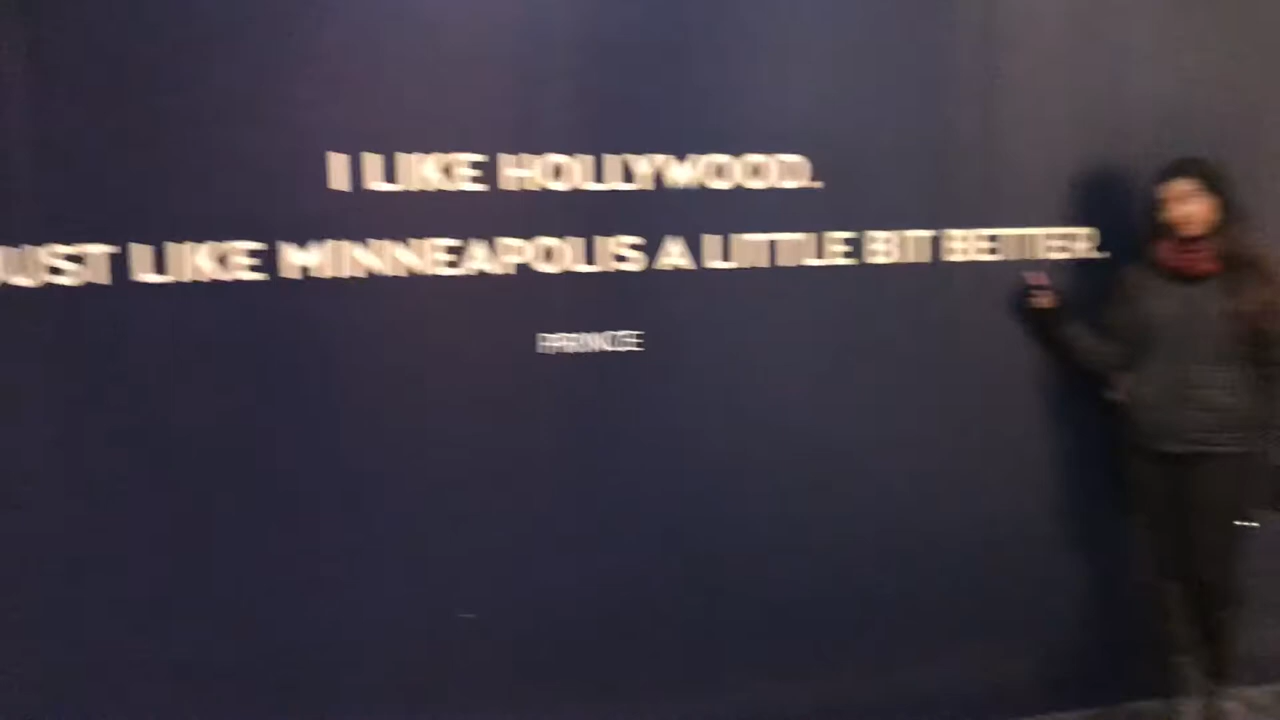 I LIKE HOLLYWOOD.
UST LIKE MINNEAPOLIS A LITTLE BIT BETTER.
PRINCE